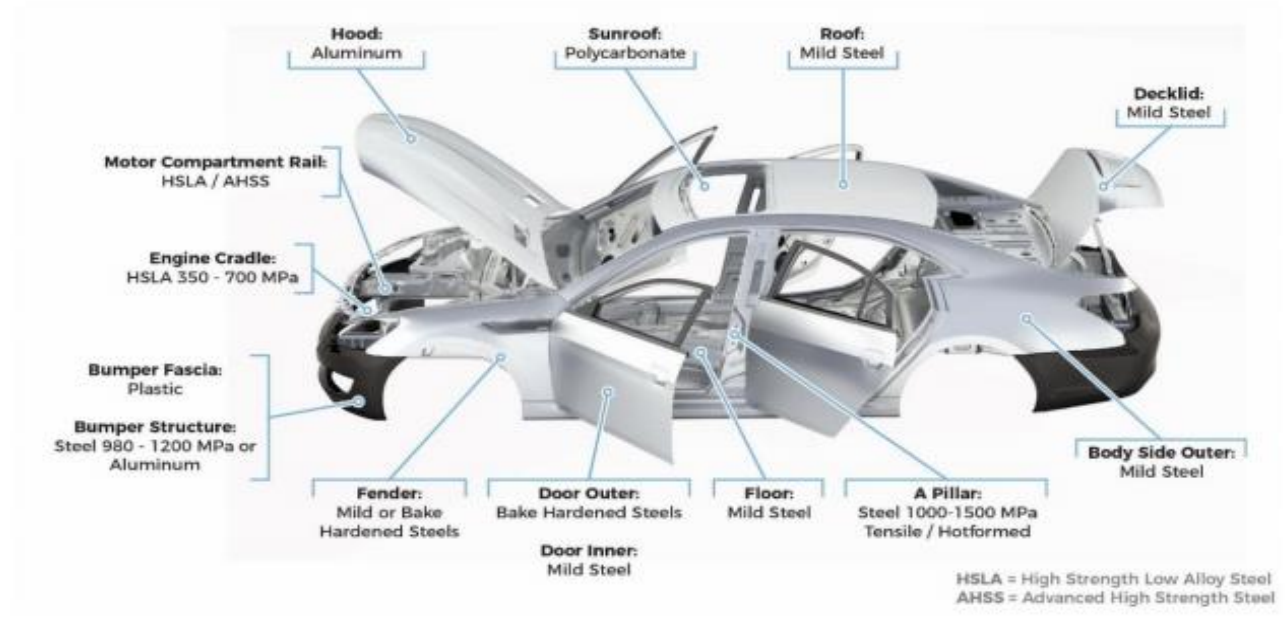 Hood:
Aluminum
Sunroof:
Polycarbonate
Roof:
Mild Steel
Decklid:
Mild Steel
Motor Compartment Rail:
HSLA / AHSS
Engine Cradle:
HSLA 350 - 700 MPa
Bumper Fascia:
Plastic
Bumper Structure:
Steel 980 - 1200 MPa or
Aluminum
Fender:
Mild or Bake
Hardened Steels
Door Outer:
Bake Hardened Steels
Door Inner:
Mild Steel
Floor:
Mild Steel
A Pillar:
Steel 1000-1500 MPa
Tensile / Hotformed
Body Side Outer:
Mild Steel
HSLA = High Strength Low Alloy Steel
AHSS = Advanced High Strength Steel